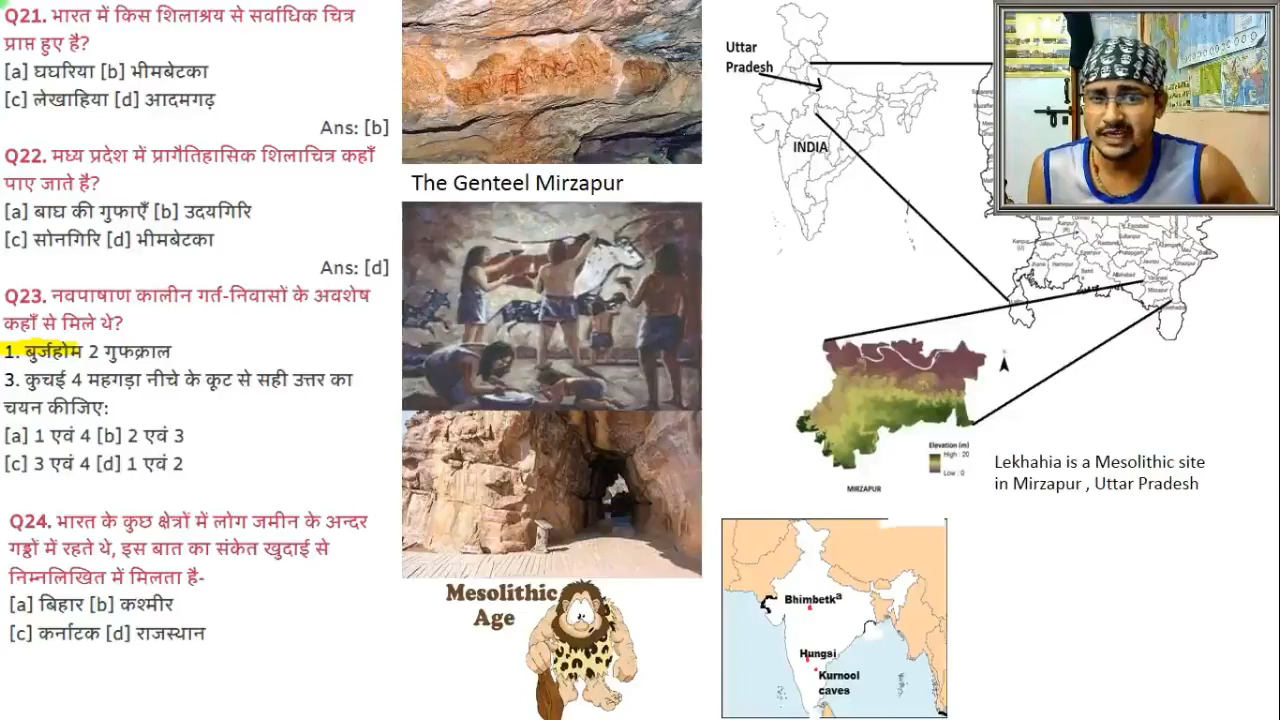 Q21. भारत में किस शिलाश्रय से सर्वाधिक चित्र
प्राप्त हुए है?
[a] घघरिया [b] भीमबेटका
[c] लेखाहिया [d] आदमगढ़
Ans: [b]
Q22. मध्य प्रदेश में प्रागैतिहासिक शिलाचित्र कहाँ
पाए जाते है?
[a] बाघ की गुफाएँ [b] उदयगिरि
[c] सोनगिरि [d] भीमबेटका
Ans: [d]
Q23. नवपाषाण कालीन गर्त-निवासों के अवशेष
कहाँ से मिले थे?
1. बुर्जहोम 2 गुफक्राल
3. कुचई 4 महगड़ा नीचे के कूट से सही उत्तर का
चयन कीजिए:
[a] 1 एवं 4 [b] 2 एवं 3
[c] 3 एवं 4 [d] 1 एवं 2
Q24. भारत के कुछ क्षेत्रों में लोग जमीन के अन्दर
गड्ढों में रहते थे, इस बात का संकेत खुदाई से
निम्नलिखित में मिलता है-
[a] बिहार [b] कश्मीर
[c] कर्नाटक [d] राजस्थान
The Genteel Mirzapur
Mesolithic
Age
Uttar
Pradesh
INDIA
Elevation (m)
High : 20
Low : 0
MIRZAPUR
Lekhahia is a Mesolithic site
in Mirzapur , Uttar Pradesh
Bhimbetka
Hungsi
Kurnool
caves